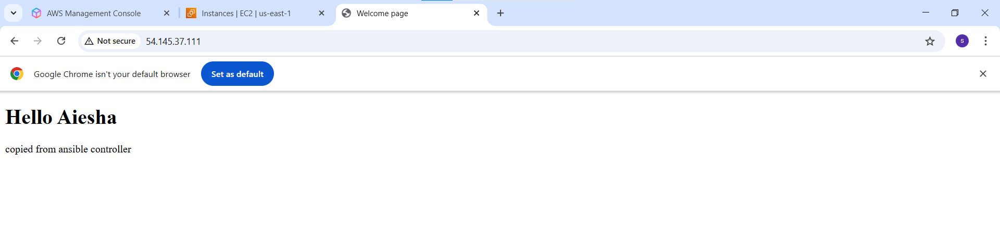 AWS Management Console
Instances | EC2 | us-east-1
Welcome page
Not secure
54.145.37.111
S
Google Chrome isn't your default browser
Set as default
Hello Aiesha
copied from ansible controller